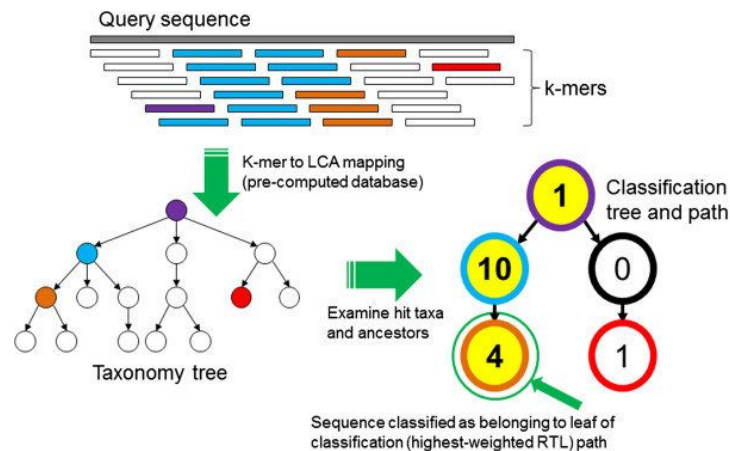 Query sequence
k-mers
K-mer to LCA mapping
(pre-computed database)
1
Classification
tree and path
10
0
Examine hit taxa
and ancestors
4
1
Taxonomy tree
Sequence classified as belonging to leaf of
classification (highest-weighted RTL) path